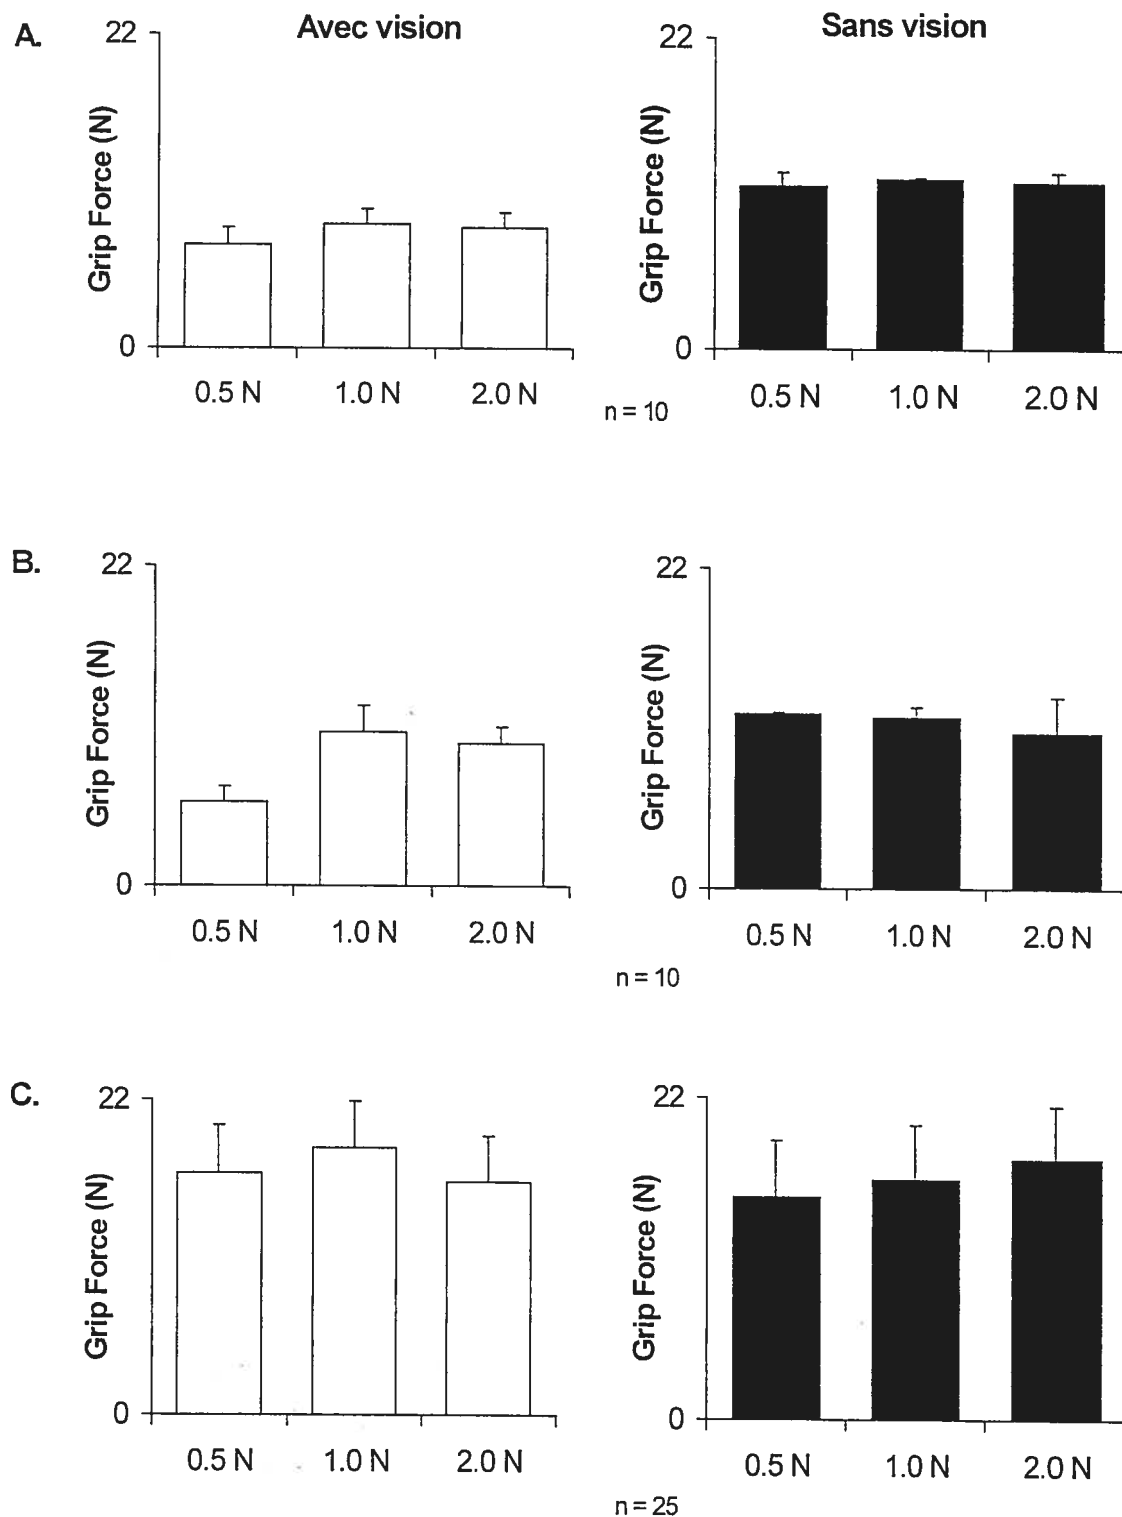 A.
Avec vision
Sans vision
22
22
Grip Force (N)
Grip Force (N)
0
0
0.5 N 1.0 N 2.0 N
0.5 N 1.0 N 2.0 N
n = 10
B.
22
22
Grip Force (N)
Grip Force (N)
0
0
0.5 N 1.0 N 2.0 N
0.5 N 1.0 N 2.0 N
n = 10
C.
22
22
Grip Force (N)
Grip Force (N)
0
0
0.5 N 1.0 N 2.0 N
0.5 N 1.0 N 2.0 N
n = 25